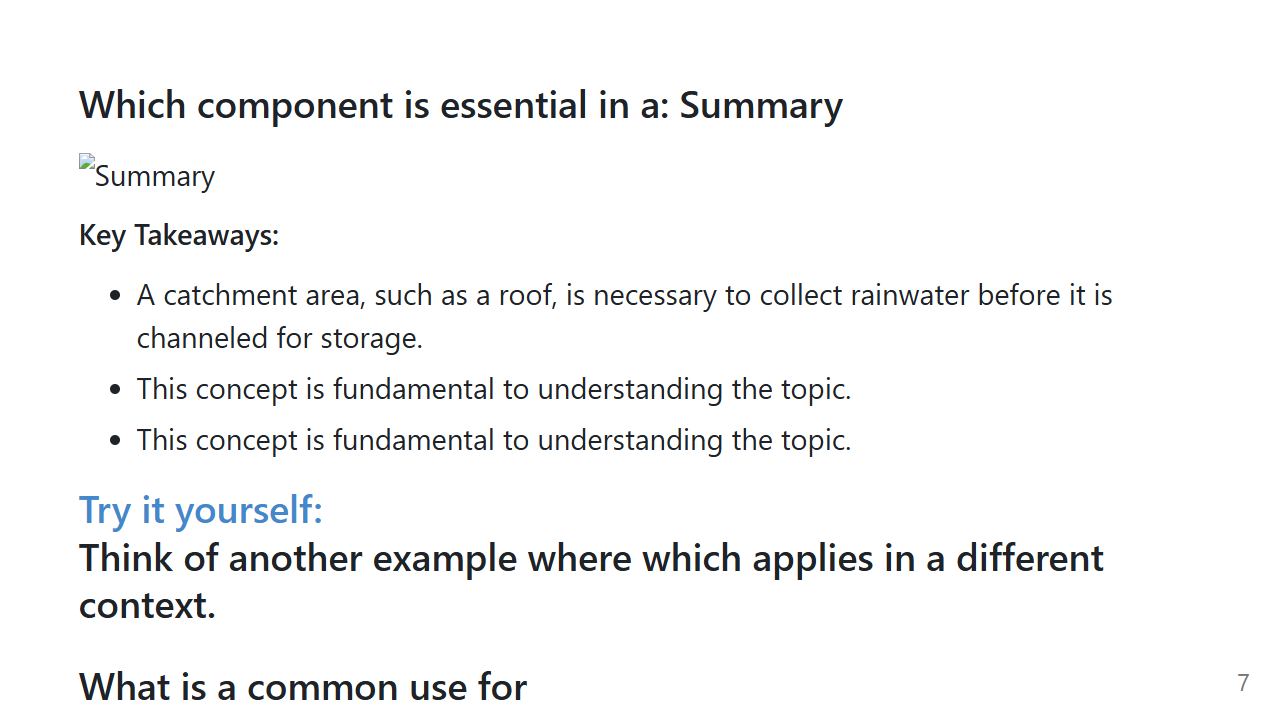 Which component is essential in a: Summary
Summary
Key Takeaways:
A catchment area, such as a roof, is necessary to collect rainwater before it is
channeled for storage.
This concept is fundamental to understanding the topic.
This concept is fundamental to understanding the topic.
Try it yourself:
Think of another example where which applies in a different
context.
What is a common use for
7